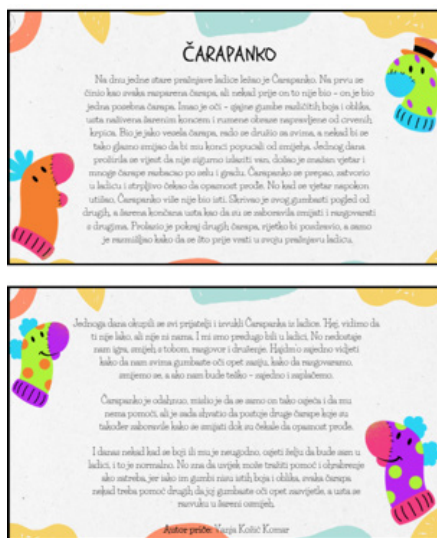 ČARAPANKO
Na dnu jedne stare prašnjave ladice ležao je Čarapanko. Na prvu se
činio kao svaka rasparena čarapa, ali nekad prije on to nije bio - on je bio
jedna posebna čarapa. Imao je oči - sjajne gumbe različitih boja i oblika,
usta našivena šarenim koncem i rumene obraze napravljene od crvenih
krpica. Bio je jako vesela čarapa, rado se družio sa svima, a nekad bi se
tako glasno smijao da bi mu konci popucali od smijeha. Jednog dana
proširila se vijest da nije sigurno izlaziti van, došao je snažan vjetar i
mnoge čarape razbacao po selu i gradu. Čarapanko se prepao, zatvorio
u ladicu i strpljivo čekao da opasnost prođe. No kad se vjetar napokon
utišao, Čarapanko više nije bio isti. Skrivao je svog gumbasti pogled od
drugih, a šarena končana usta kao da su se zaboravila smijati i razgovarati
s drugima. Prolazio je pokraj drugih čarapa, rijetko bi pozdravio, a samo
je razmišljao kako da se što prije vrati u svoju prašnjavu ladicu.
Jednoga dana okupili se svi prijatelji i izvukli Čarapanka iz ladice. "Hej, vidimo da
ti nije lako, ali nije ni nama. I mi smo predugo bili u ladici. No nedostaje
nam igra, smijeh s tobom, razgovor i druženje. Hajdmo zajedno vidjeti
kako da nam svima gumbaste oči opet zasjaju, kako da razgovaramo,
smijemo se, a ako nam bude teško - zajedno i zaplačemo.
Čarapanko je odahnuo, mislio je da se samo on tako osjeća i da mu
nema pomoći, ali je sada shvatio da postoje druge čarape koje su
također zaboravile kako se smijati dok su čekale da opasnost prođe.
I danas nekad kad se boji ili mu je neugodno, osjeti želju da bude sam u
ladici, i to je normalno. No zna da uvijek može tražiti pomoć i ohrabrenje
ako zatreba, jer iako im gumbi nisu istih boja i oblika, svaka čarapa
nekad treba pomoć drugih da joj gumbaste oči opet zasvijetle, a usta se
razvuku u šareni osmijeh.
Autor priče: Vanja Košić Komar